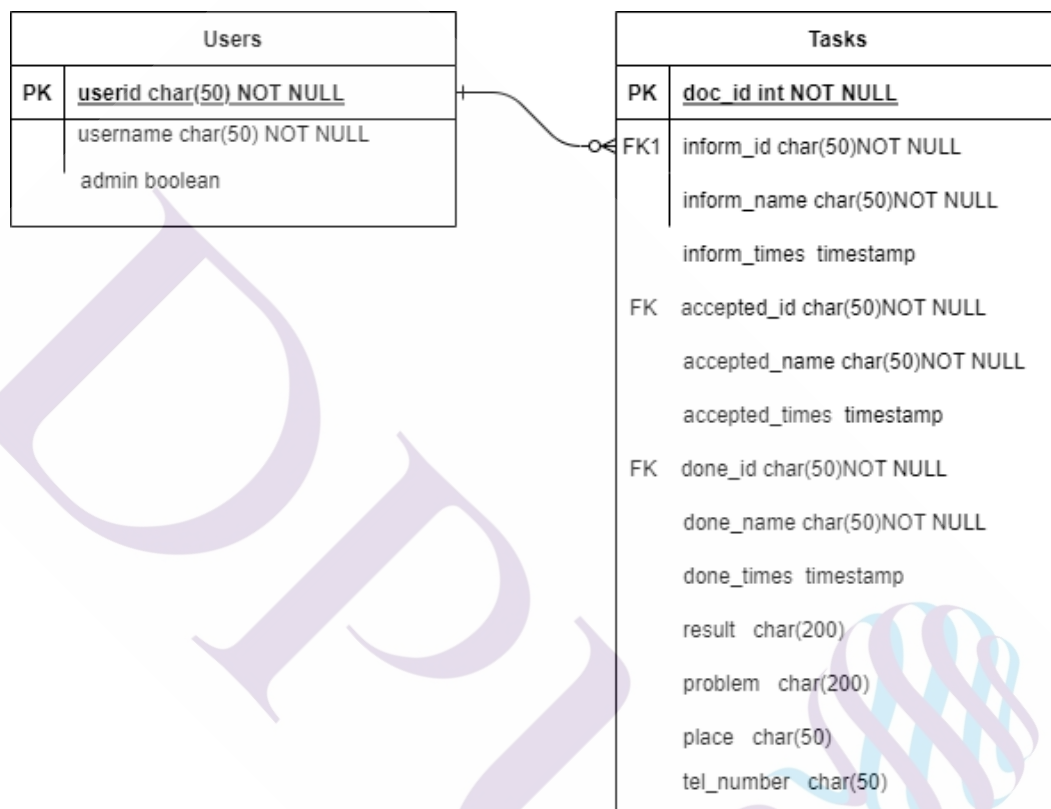 Users
PK userid char(50) NOT NULL
username char(50) NOT NULL
admin boolean
Tasks
PK doc_id int NOT NULL
FK1 inform_id char(50)NOT NULL
inform_name char(50)NOT NULL
inform_times timestamp
FK accepted_id char(50)NOT NULL
accepted_name char(50)NOT NULL
accepted_times timestamp
FK done_id char(50)NOT NULL
done_name char(50)NOT NULL
done_times timestamp
result char(200)
problem char(200)
place char(50)
tel_number char(50)